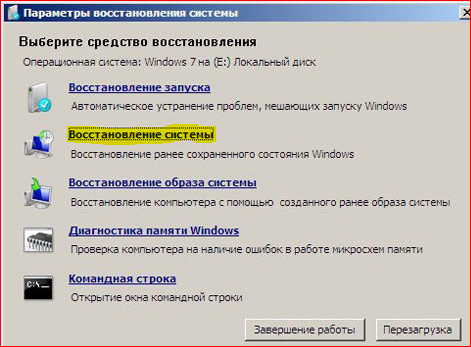 Параметры восстановления системы
Выберите средство восстановления
Операционная система: Windows 7 на (E:) Локальный диск
Восстановление запуска
Автоматическое устранение проблем, мешающих запуску Windows
Восстановление системы
Восстановление ранее сохраненного состояния Windows
Восстановление образа системы
Восстановление компьютера с помощью созданного ранее образа системы
Диагностика памяти Windows
Проверка компьютера на наличие ошибок в работе микросхем памяти
C:\
Командная строка
Открытие окна командной строки
Завершение работы
Перезагрузка